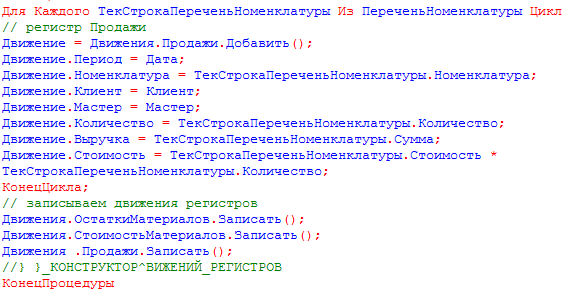 Для Каждого ТекСтрокаПереченьНоменклатуры Из ПереченьНоменклатуры Цикл
// регистр Продажи
Движение = Движения.Продажи.Добавить();
Движение.Период = Дата;
Движение.Номенклатура = ТекСтрокаПереченьНоменклатуры.Номенклатура;
Движение.Клиент = Клиент;
Движение.Мастер = Мастер;
Движение.Количество = ТекСтрокаПереченьНоменклатуры.Количество;
Движение.Выручка = ТекСтрокаПереченьНоменклатуры.Сумма;
Движение.Стоимость = ТекСтрокаПереченьНоменклатуры.Стоимость *
ТекСтрокаПереченьНоменклатуры.Количество;
КонецЦикла;
// записываем движения регистров
Движения.ОстаткиМатериалов.Записать();
Движения.СтоимостьМатериалов.Записать();
Движения .Продажи.Записать();
//} }_КОНСТРУКТОР^ВИЖЕНИЙ_РЕГИСТРОВ
КонецПроцедуры